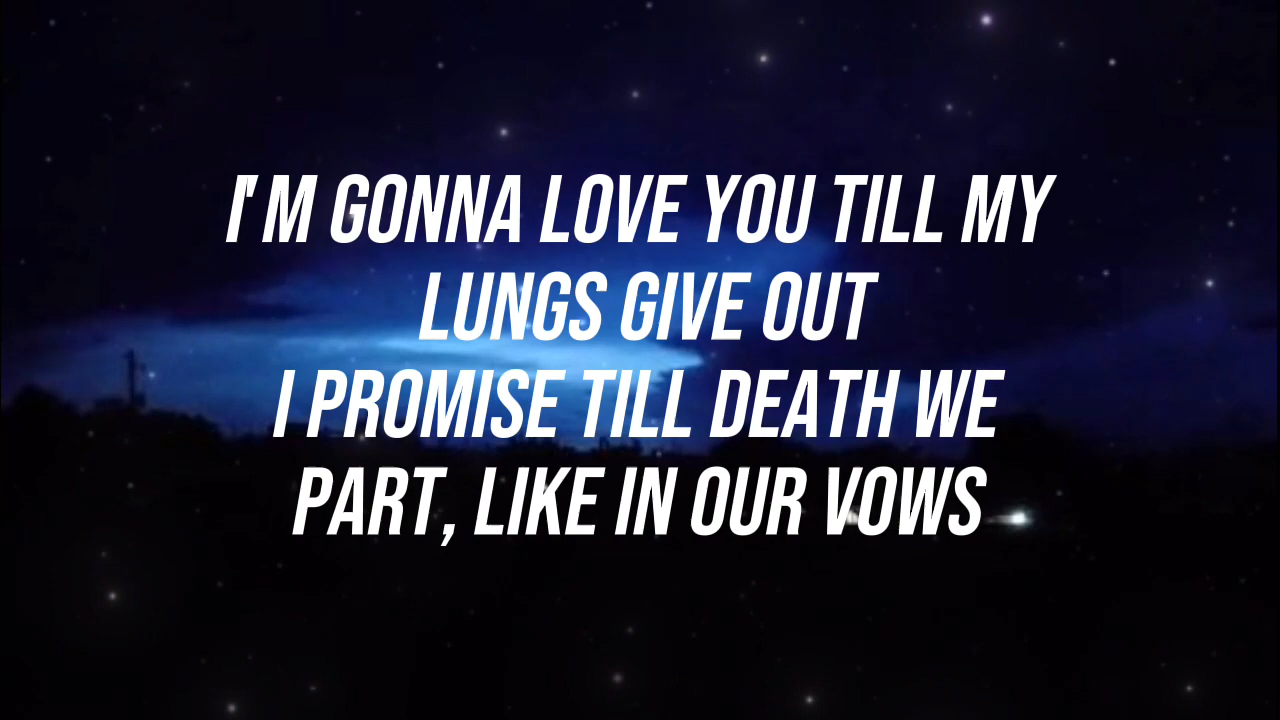 I'M GONNA LOVE YOU TILL MY
LUNGS GIVE OUT
I PROMISE TILL DEATH WE
PART, LIKE IN OUR VOWS